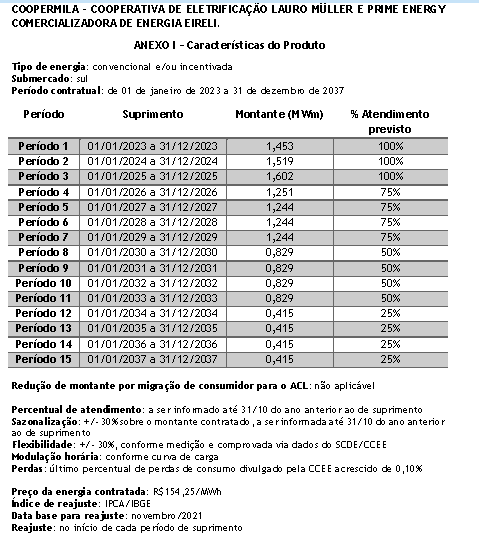 COOPERMILA - COOPERATIVA DE ELETRIFICAÇÃO LAURO MÜLLER E PRIME ENERGY
COMERCIALIZADORA DE ENERGIA EIRELI.
ANEXO I - Características do Produto
Tipo de energia: convencional e/ou incentivada
Submercado: sul
Período contratual: de 01 de janeiro de 2023 a 31 de dezembro de 2037
Período Suprimento Montante (MWm) % Atendimento
previsto
Período 1 01/01/2023 a 31/12/2023 1,453 100%
Período 2 01/01/2024 a 31/12/2024 1,519 100%
Período 3 01/01/2025 a 31/12/2025 1,602 100%
Período 4 01/01/2026 a 31/12/2026 1,251 75%
Período 5 01/01/2027 a 31/12/2027 1,244 75%
Período 6 01/01/2028 a 31/12/2028 1,244 75%
Período 7 01/01/2029 a 31/12/2029 1,244 75%
Período 8 01/01/2030 a 31/12/2030 0,829 50%
Período 9 01/01/2031 a 31/12/2031 0,829 50%
Período 10 01/01/2032 a 31/12/2032 0,829 50%
Período 11 01/01/2033 a 31/12/2033 0,829 50%
Período 12 01/01/2034 a 31/12/2034 0,415 25%
Período 13 01/01/2035 a 31/12/2035 0,415 25%
Período 14 01/01/2036 a 31/12/2036 0,415 25%
Período 15 01/01/2037 a 31/12/2037 0,415 25%
Redução de montante por migração de consumidor para o ACL: não aplicável
Percentual de atendimento: a ser informado até 31/10 do ano anterior ao de suprimento
Sazonalização: +/- 30% sobre o montante contratado, a ser informada até 31/10 do ano anterior
ao de suprimento
Flexibilidade: +/- 30%, conforme medição e comprovada via dados do SCDE/CCEE
Modulação horária: conforme curva de carga
Perdas: último percentual de perdas de consumo divulgado pela CCEE acrescido de 0,10%
Preço da energia contratada: R$154,25/MWh
Índice de reajuste: IPCA/IBGE
Data base para reajuste: novembro/2021
Reajuste: no início de cada período de suprimento